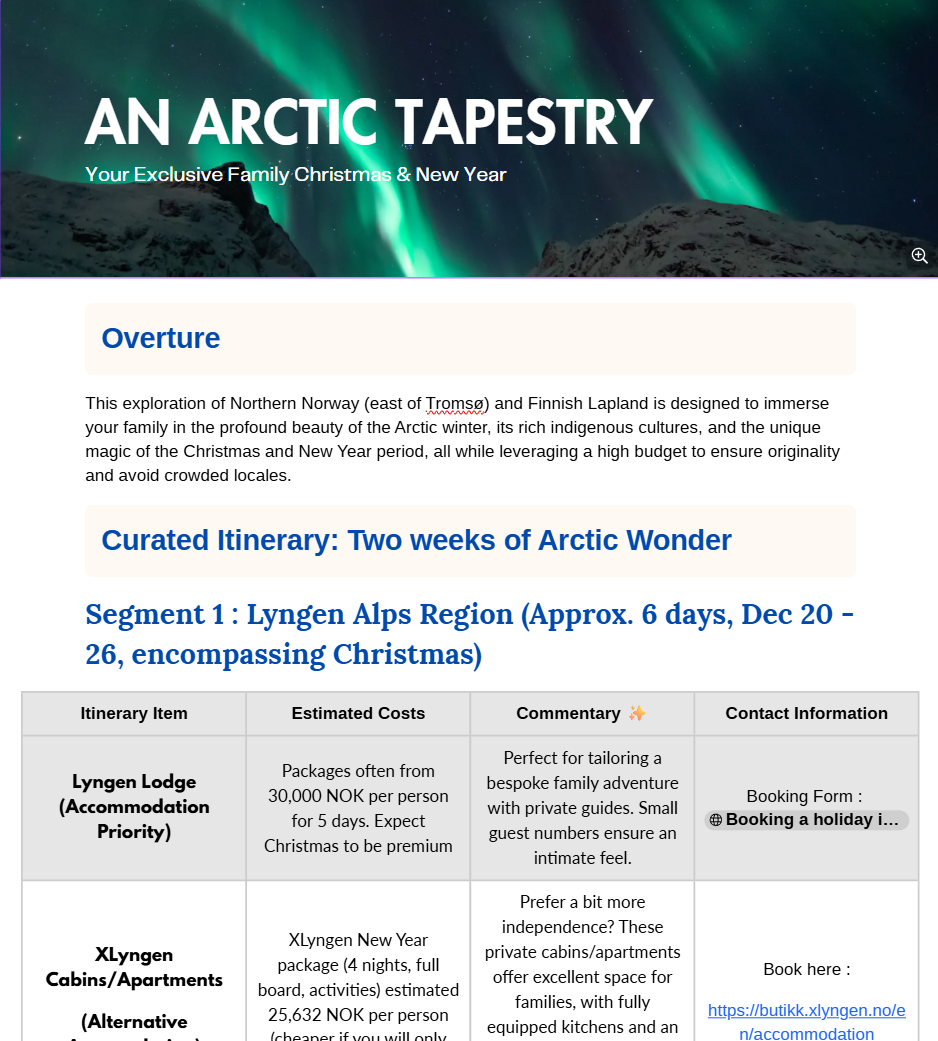 AN ARCTIC TAPESTRY
Your Exclusive Family Christmas & New Year
Overture
This exploration of Northern Norway (east of Tromsø) and Finnish Lapland is designed to immerse
your family in the profound beauty of the Arctic winter, its rich indigenous cultures, and the unique
magic of the Christmas and New Year period, all while leveraging a high budget to ensure originality
and avoid crowded locales.
Curated Itinerary: Two weeks of Arctic Wonder
Segment 1 : Lyngen Alps Region (Approx. 6 days, Dec 20 -
26, encompassing Christmas)
Itinerary Item
Estimated Costs
Commentary ✨
Contact Information
Lyngen Lodge
(Accommodation
Priority)
Packages often from
30,000 NOK per person
for 5 days. Expect
Christmas to be premium
Perfect for tailoring a
bespoke family adventure
with private guides. Small
guest numbers ensure an
intimate feel.
Booking Form :
Booking a holiday i...
XLyngen
Cabins/Apartments
(Alternative
XLyngen New Year
package (4 nights, full
board, activities) estimated
25,632 NOK per person
(cheaper if you will only
Prefer a bit more
independence? These
private cabins/apartments
offer excellent space for
families, with fully
equipped kitchens and an
Book here :
https://butikk.xlyngen.no/e
n/accommodation